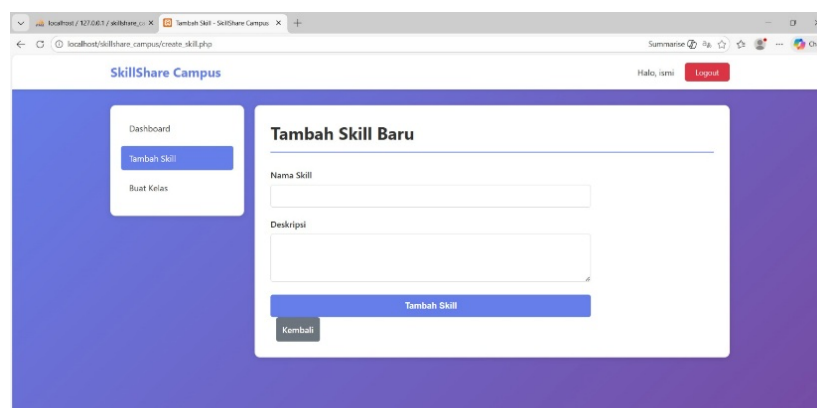 localhost / 127.0.0.1 / skillshare_co
Tambah Skill - SkillShare Campus
localhost/skillshare_campus/create_skill.php
Summarise
SkillShare Campus
Halo, ismi
Logout
Dashboard
Tambah Skill
Buat Kelas
Tambah Skill Baru
Nama Skill
Deskripsi
Tambah Skill
Kembali